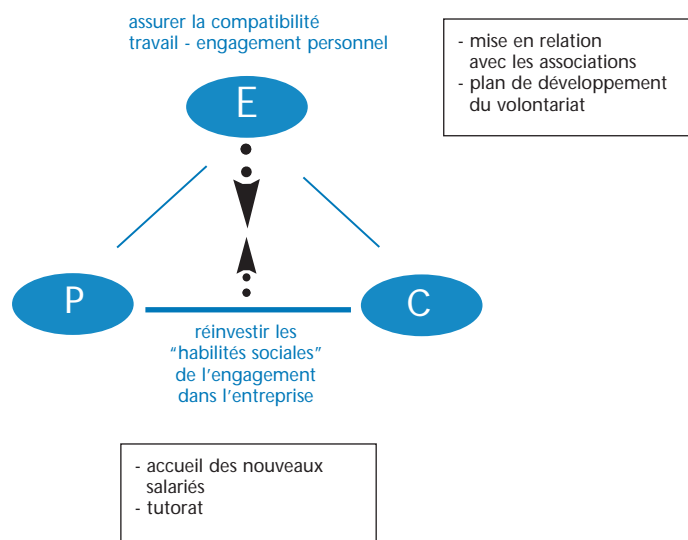 assurer la compatibilité
travail - engagement personnel
- mise en relation
avec les associations
- plan de développement
du volontariat
E
P
C
réinvestir les
“habilités sociales”
de l'engagement
dans l'entreprise
- accueil des nouveaux
salariés
- tutorat